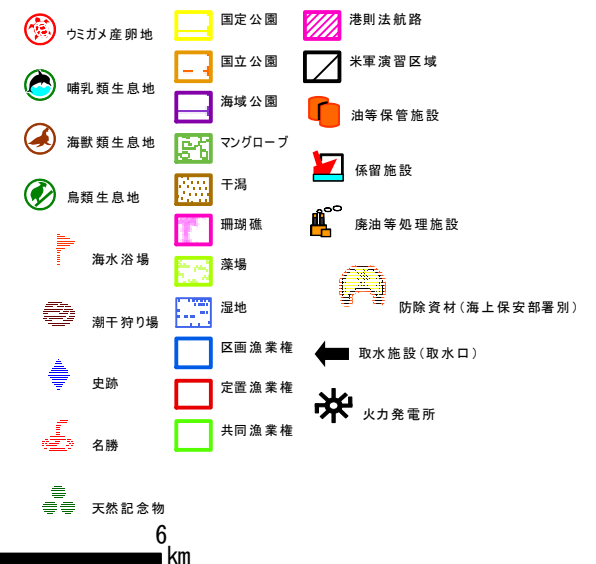 ウミガメ産卵地
哺乳類生息地
海獣類生息地
鳥類生息地
海水浴場
潮干狩り場
史跡
名勝
天然記念物
国定公園
国立公園
海域公園
マングローブ
干潟
珊瑚礁
藻場
湿地
区画漁業権
定置漁業権
共同漁業権
港則法航路
米軍演習区域
油等保管施設
係留施設
廃油等処理施設
防除資材(海上保安部署別)
取水施設(取水口)
火力発電所
6
km